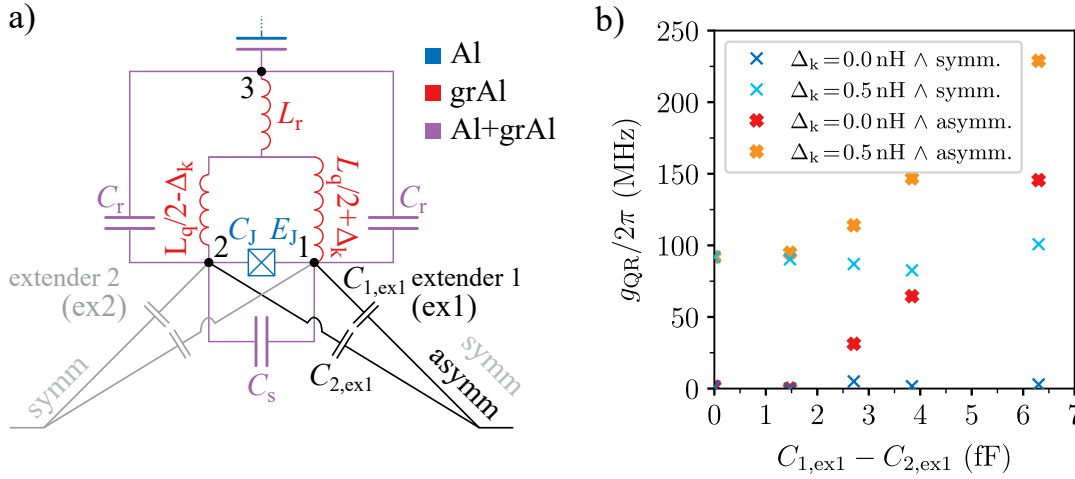 a)
3
L_r
Al
grAl
Al+grAl
C_r
L_q/2-Δ_k
L_q/2+Δ_k
C_r
C_J E_J
2
1
extender 2
(ex2)
C_1,ex1
extender 1
(ex1)
C_2,ex1
symm
C_s
asymm
symm
b)
g_QR/2π (MHz)
250
200
150
100
50
0
Δ_k=0.0 nH ∧ symm.
Δ_k=0.5 nH ∧ symm.
Δ_k=0.0 nH ∧ asymm.
Δ_k=0.5 nH ∧ asymm.
0 1 2 3 4 5 6 7
C_1,ex1 − C_2,ex1 (fF)